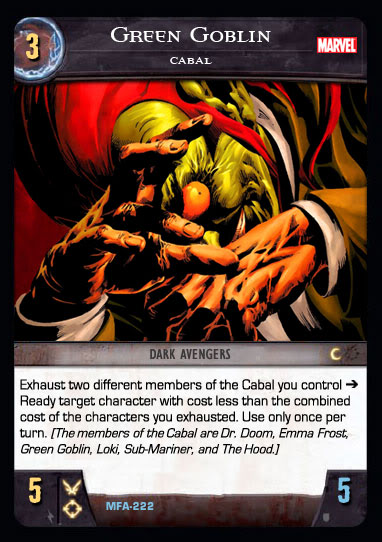 3
GREEN GOBLIN
CABAL
MARVEL
DARK AVENGERS
C
Exhaust two different members of the Cabal you control ➔
Ready target character with cost less than the combined
cost of the characters you exhausted. Use only once per
turn. [The members of the Cabal are Dr. Doom, Emma Frost,
Green Goblin, Loki, Sub-Mariner, and The Hood.]
5
MFA-222
5